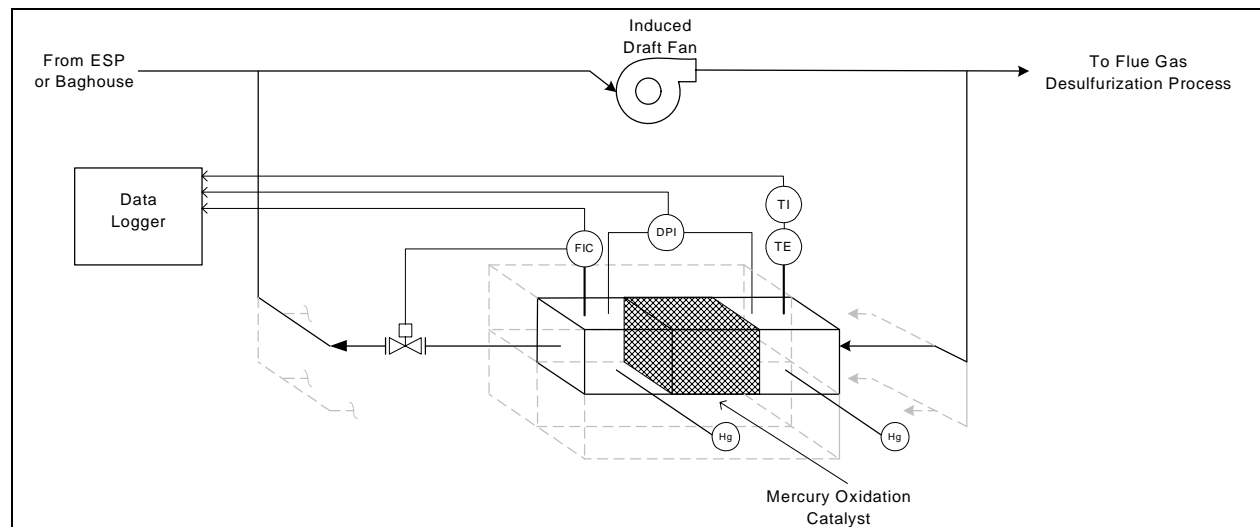 Induced
Draft Fan
From ESP
or Baghouse
To Flue Gas
Desulfurization Process
Data
Logger
TI
DPI
FIC
TE
Hg
Hg
Mercury Oxidation
Catalyst